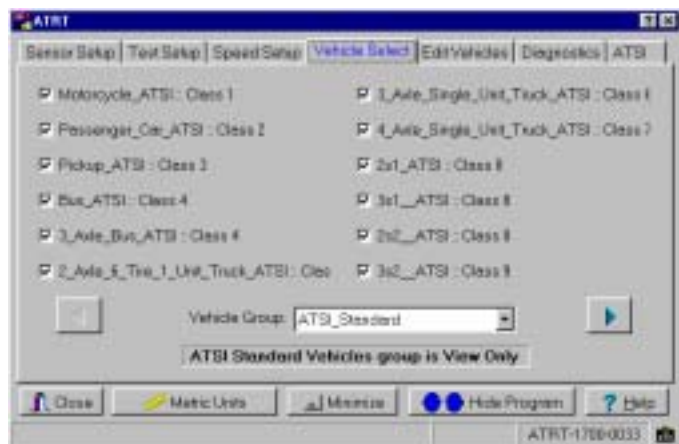 ATRT
Sensor Setup Test Setup Speed Setup Vehicle Select Edit Vehicles Diagnostics ATSI
Motorcycle_ATSI : Class 1
Passenger_Car_ATSI : Class 2
Pickup_ATSI : Class 3
Bus_ATSI : Class 4
3_Axle_Bus_ATSI : Class 4
2_Axle_6_Tire_1_Unit_Truck_ATSI : Clas
3_Axle_Single_Unit_Truck_ATSI : Class 6
4_Axle_Single_Unit_Truck_ATSI : Class 7
2s1_ATSI : Class 8
3s1__ATSI : Class 8
2s2__ATSI : Class 8
3s2__ATSI : Class 9
Vehicle Group: ATSI_Standard
ATSI Standard Vehicles group is View Only
Close Metric Units Minimize Hide Program ? Help
ATRT-1700-0033